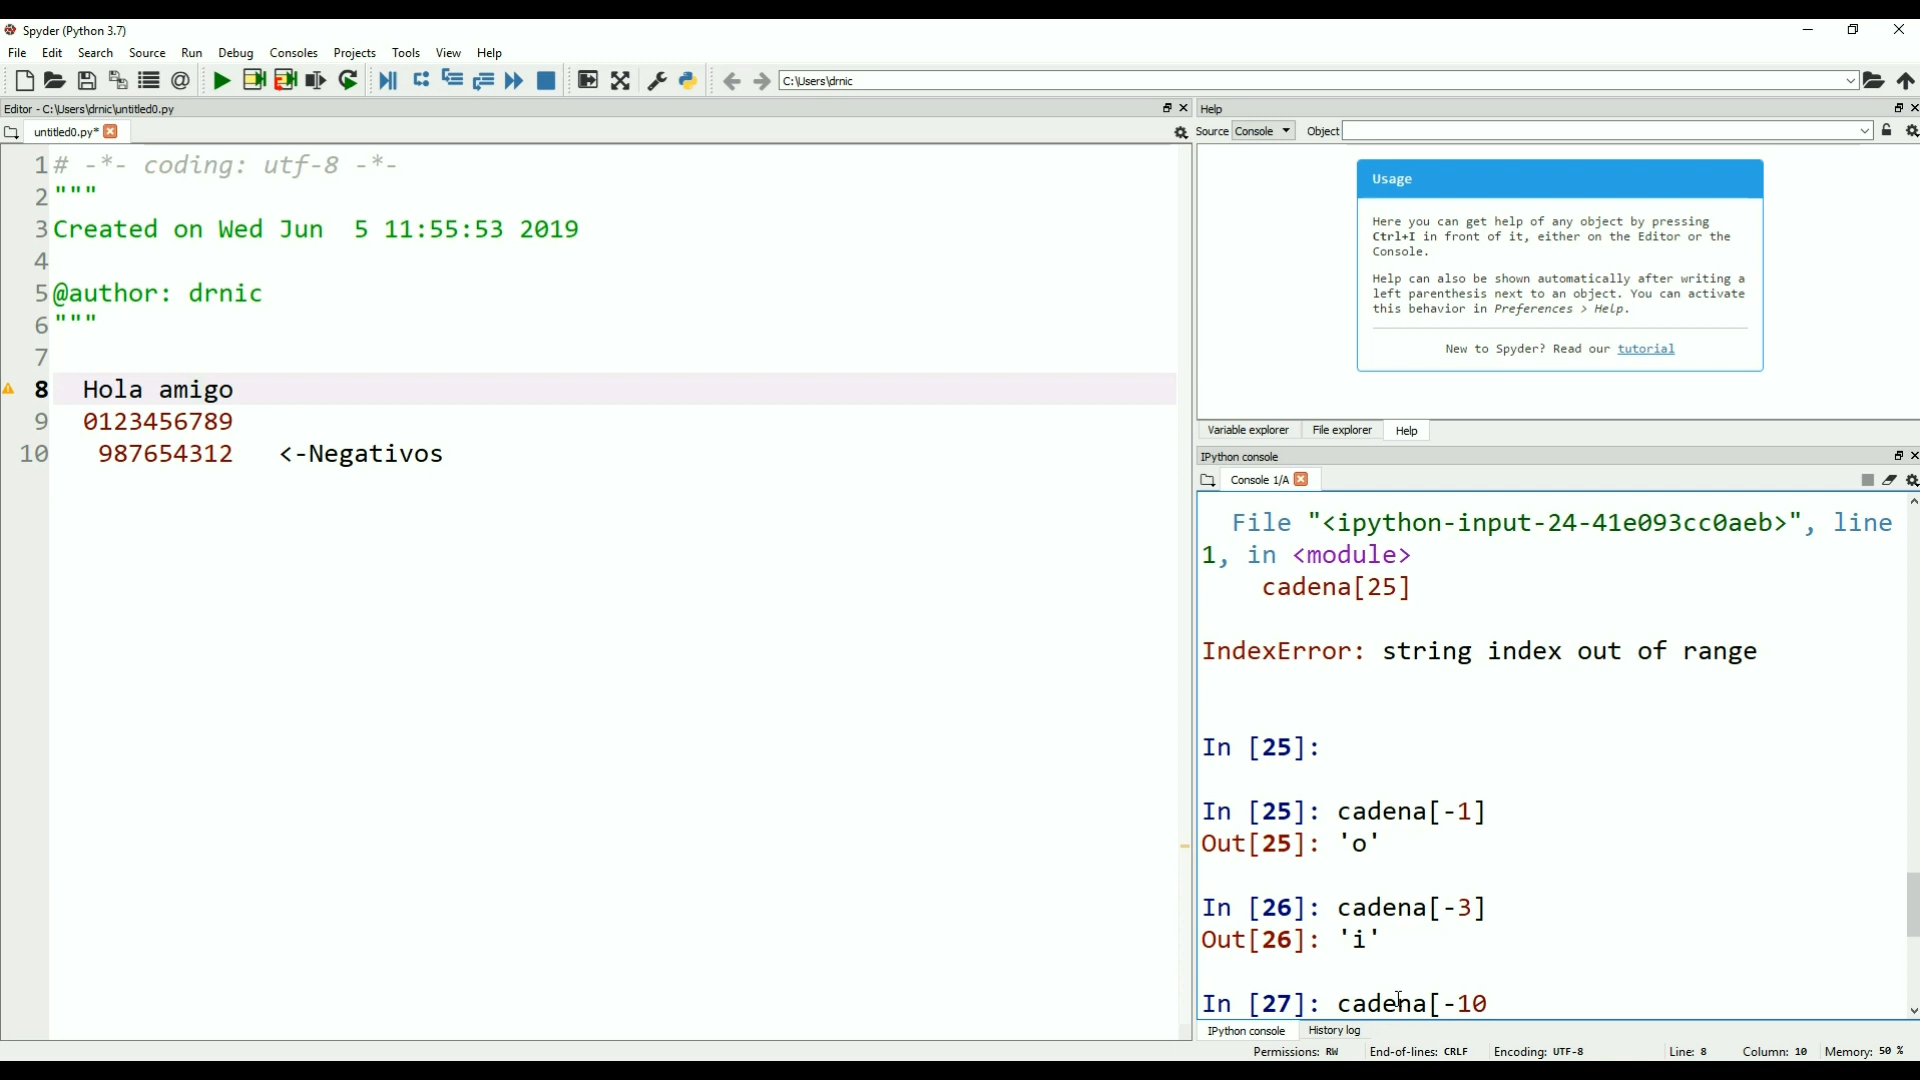 Spyder (Python 3.7)
File Edit Search Source Run Debug Consoles Projects Tools View Help
C:\Users\drnic
Editor - C:\Users\drnic\untitled0.py
untitled0.py*
1 # -*- coding: utf-8 -*-
2 """
3 Created on Wed Jun  5 11:55:53 2019
4
5 @author: drnic
6 """
7
8 Hola amigo
9 0123456789
10 987654312 <-Negativos
Help
Source Console Object
Usage
Here you can get help of any object by pressing
Ctrl+I in front of it, either on the Editor or the
Console.
Help can also be shown automatically after writing a
left parenthesis next to an object. You can activate
this behavior in Preferences > Help.
New to Spyder? Read our tutorial
Variable explorer File explorer Help
IPython console
Console 1/A
File "<ipython-input-24-41e093cc0aeb>", line
1, in <module>
cadena[25]
IndexError: string index out of range
In [25]:
In [25]: cadena[-1]
Out[25]: 'o'
In [26]: cadena[-3]
Out[26]: 'i'
In [27]: cadena[-10
IPython console History log
Permissions: RW End-of-lines: CRLF Encoding: UTF-8 Line: 8 Column: 10 Memory: 50 %